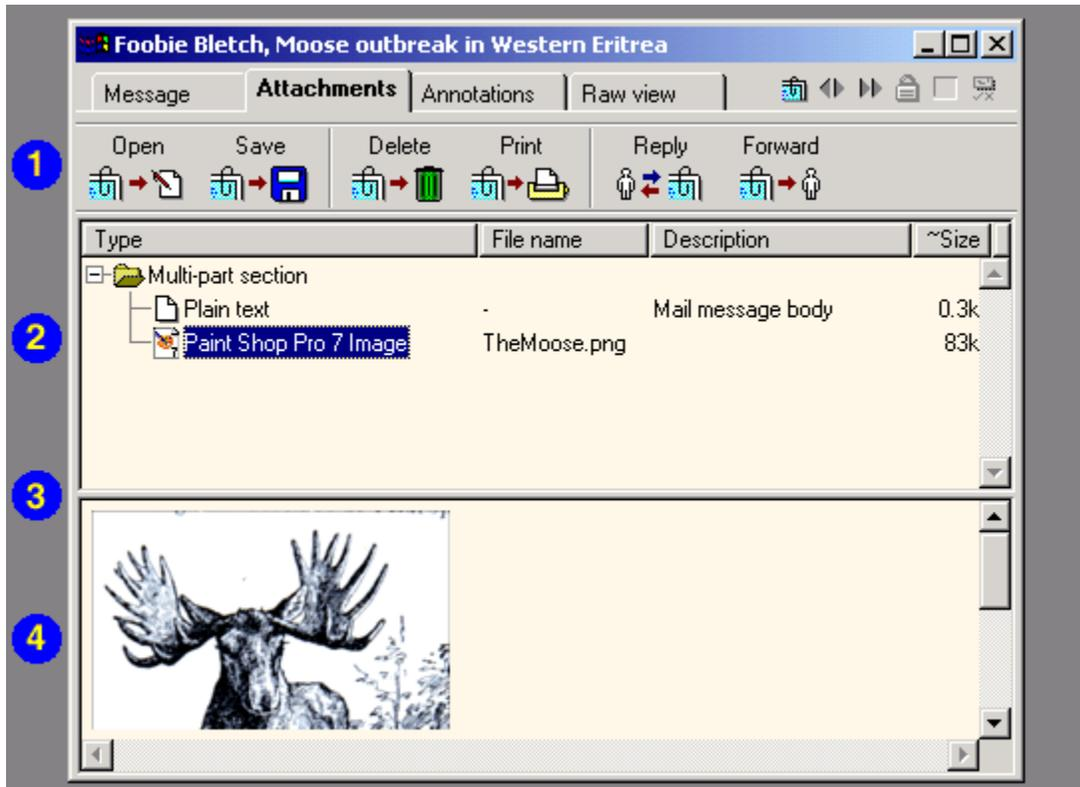 Foobie Bletch, Moose outbreak in Western Eritrea
Message Attachments Annotations Raw view
1
Open Save Delete Print Reply Forward
Type File name Description ~Size
Multi-part section
2
Plain text - Mail message body 0.3k
Paint Shop Pro 7 Image TheMoose.png 83k
3
4